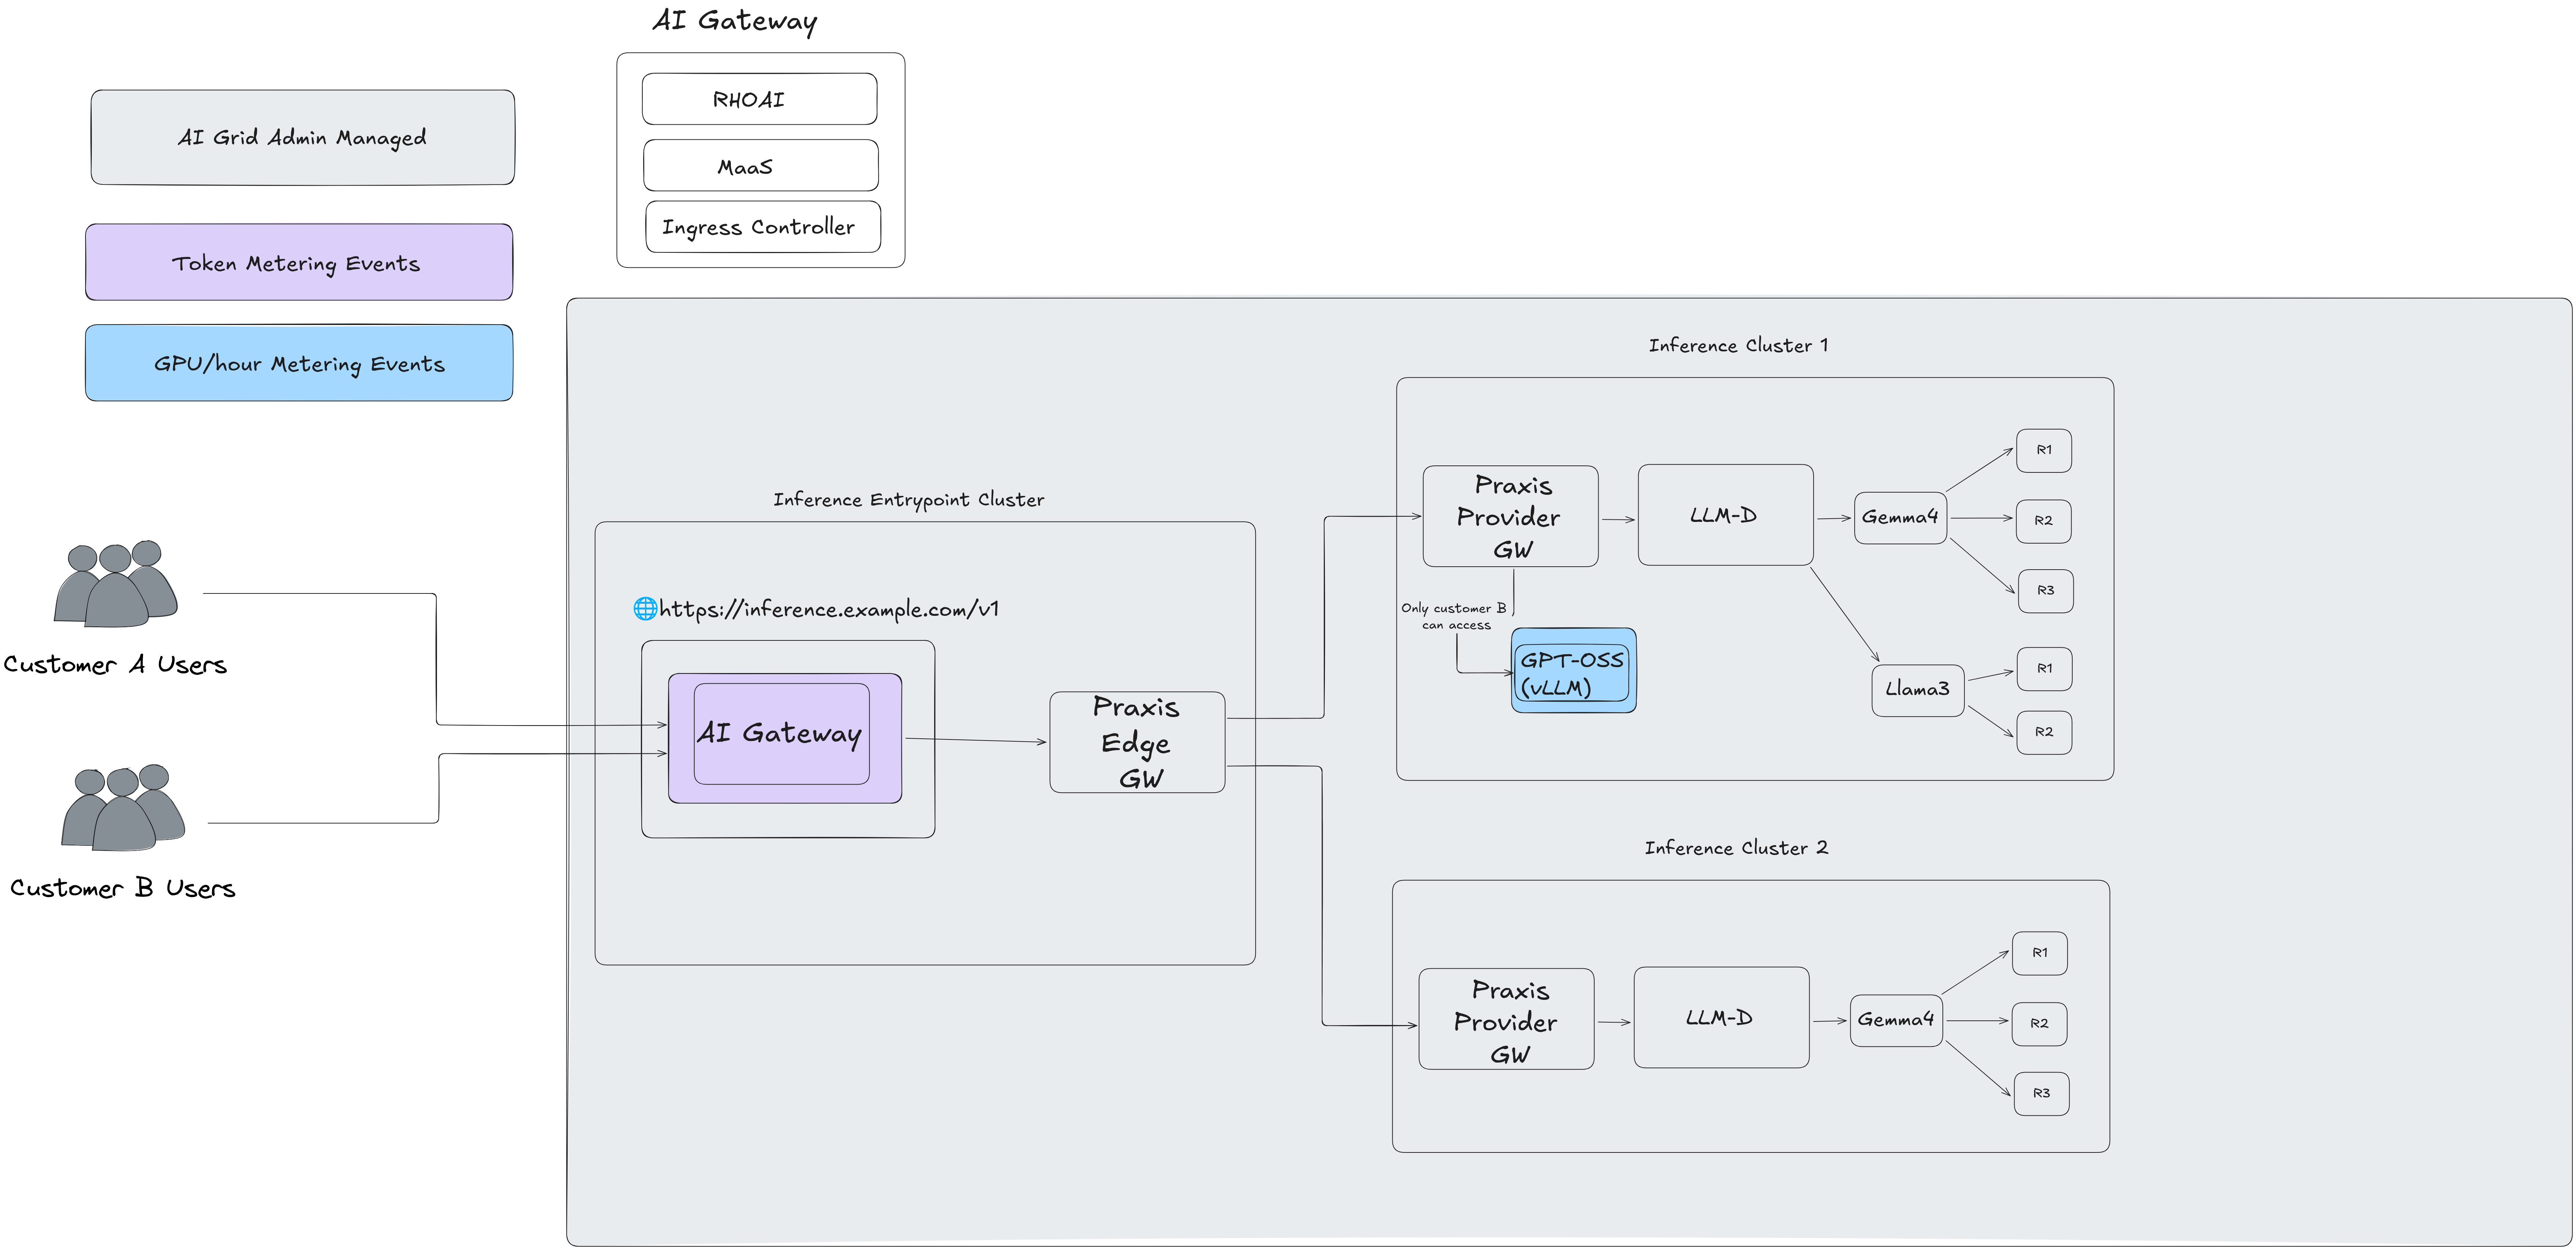 AI Gateway
RHOAI
MaaS
Ingress Controller
AI Grid Admin Managed
Token Metering Events
GPU/hour Metering Events
Customer A Users
Customer B Users
Inference Entrypoint Cluster
🌐https://inference.example.com/v1
AI Gateway
Praxis
Edge
GW
Inference Cluster 1
Praxis
Provider
GW
LLM-D
Gemma4
R1
R2
R3
Only customer B
can access
GPT-OSS
(vLLM)
Llama3
R1
R2
Inference Cluster 2
Praxis
Provider
GW
LLM-D
Gemma4
R1
R2
R3